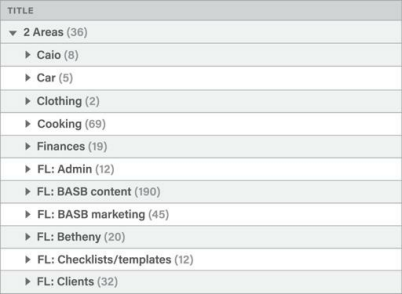 TITLE
2 Areas (36)
Caio (8)
Car (5)
Clothing (2)
Cooking (69)
Finances (19)
FL: Admin (12)
FL: BASB content (190)
FL: BASB marketing (45)
FL: Betheny (20)
FL: Checklists/templates (12)
FL: Clients (32)